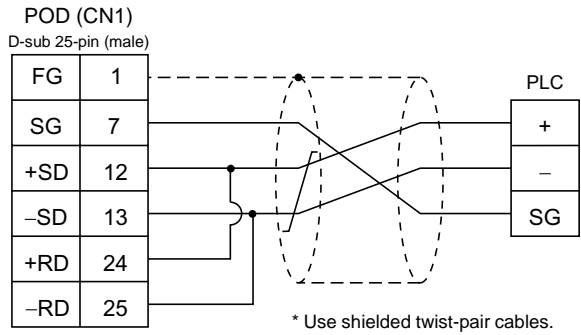 POD (CN1)
D-sub 25-pin (male)
FG 1
SG 7
+SD 12
−SD 13
+RD 24
−RD 25
PLC
+
−
SG
* Use shielded twist-pair cables.